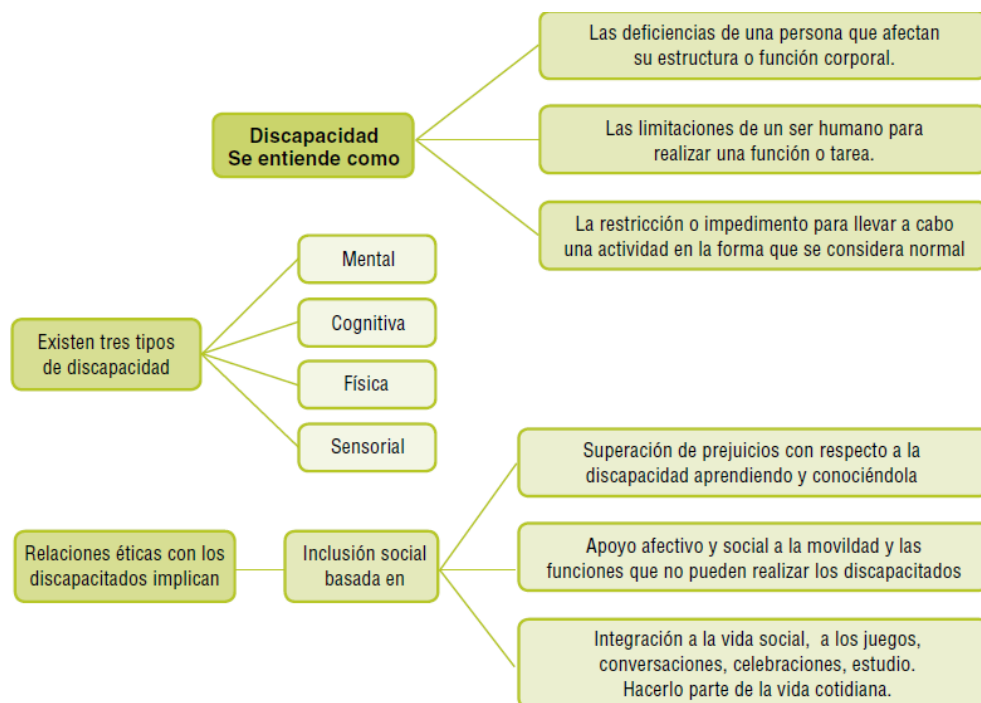 Las deficiencias de una persona que afectan
su estructura o función corporal.
Discapacidad
Se entiende como
Las limitaciones de un ser humano para
realizar una función o tarea.
La restricción o impedimento para llevar a cabo
una actividad en la forma que se considera normal
Existen tres tipos
de discapacidad
Mental
Cognitiva
Física
Sensorial
Relaciones éticas con los
discapacitados implican
Inclusión social
basada en
Superación de prejuicios con respecto a la
discapacidad aprendiendo y conociéndola
Apoyo afectivo y social a la movildad y las
funciones que no pueden realizar los discapacitados
Integración a la vida social, a los juegos,
conversaciones, celebraciones, estudio.
Hacerlo parte de la vida cotidiana.